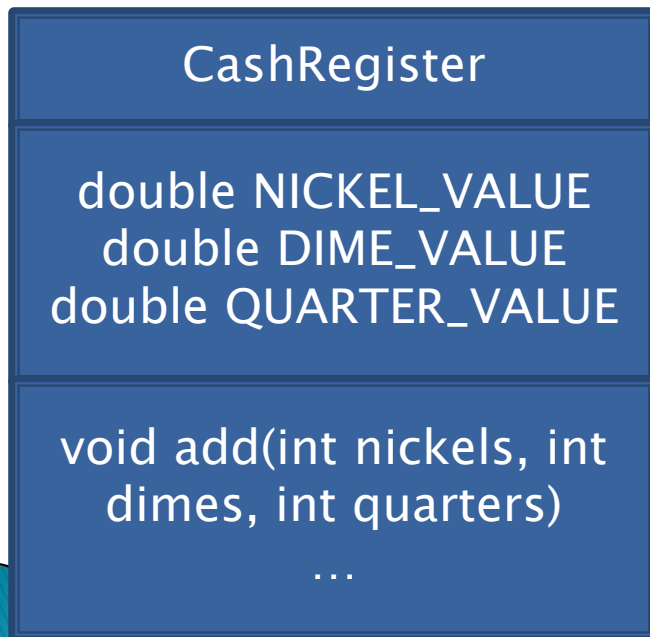 CashRegister
double NICKEL_VALUE
double DIME_VALUE
double QUARTER_VALUE
void add(int nickels, int
dimes, int quarters)
…